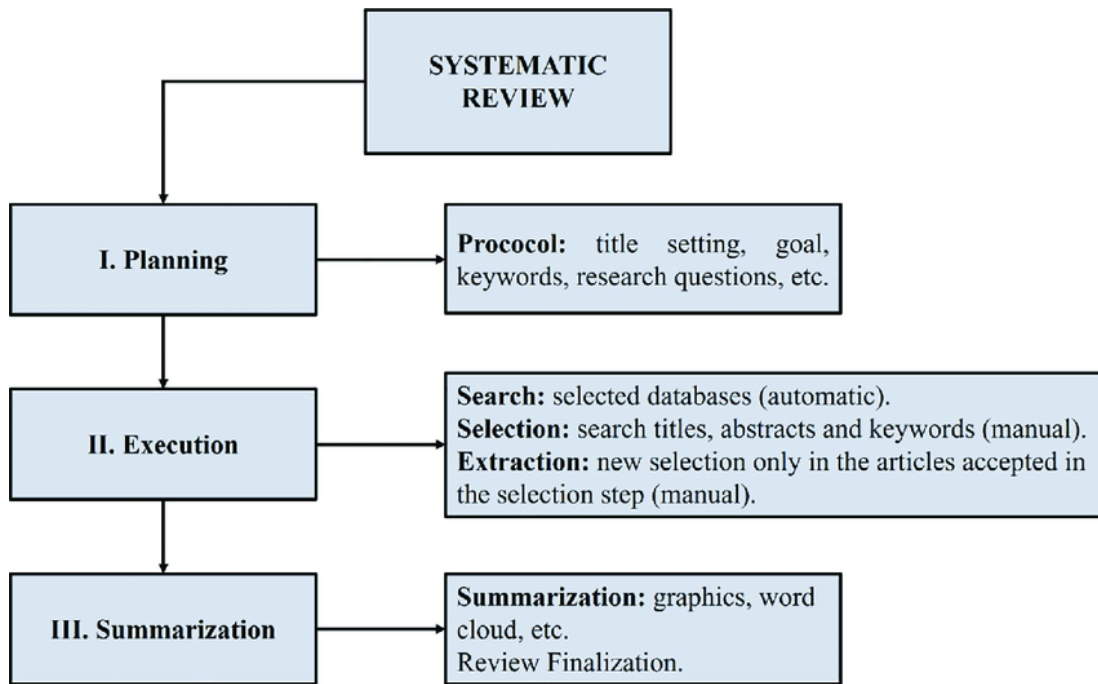 SYSTEMATIC
REVIEW
I. Planning
Prococol: title setting, goal,
keywords, research questions, etc.
II. Execution
Search: selected databases (automatic).
Selection: search titles, abstracts and keywords (manual).
Extraction: new selection only in the articles accepted in
the selection step (manual).
III. Summarization
Summarization: graphics, word
cloud, etc.
Review Finalization.